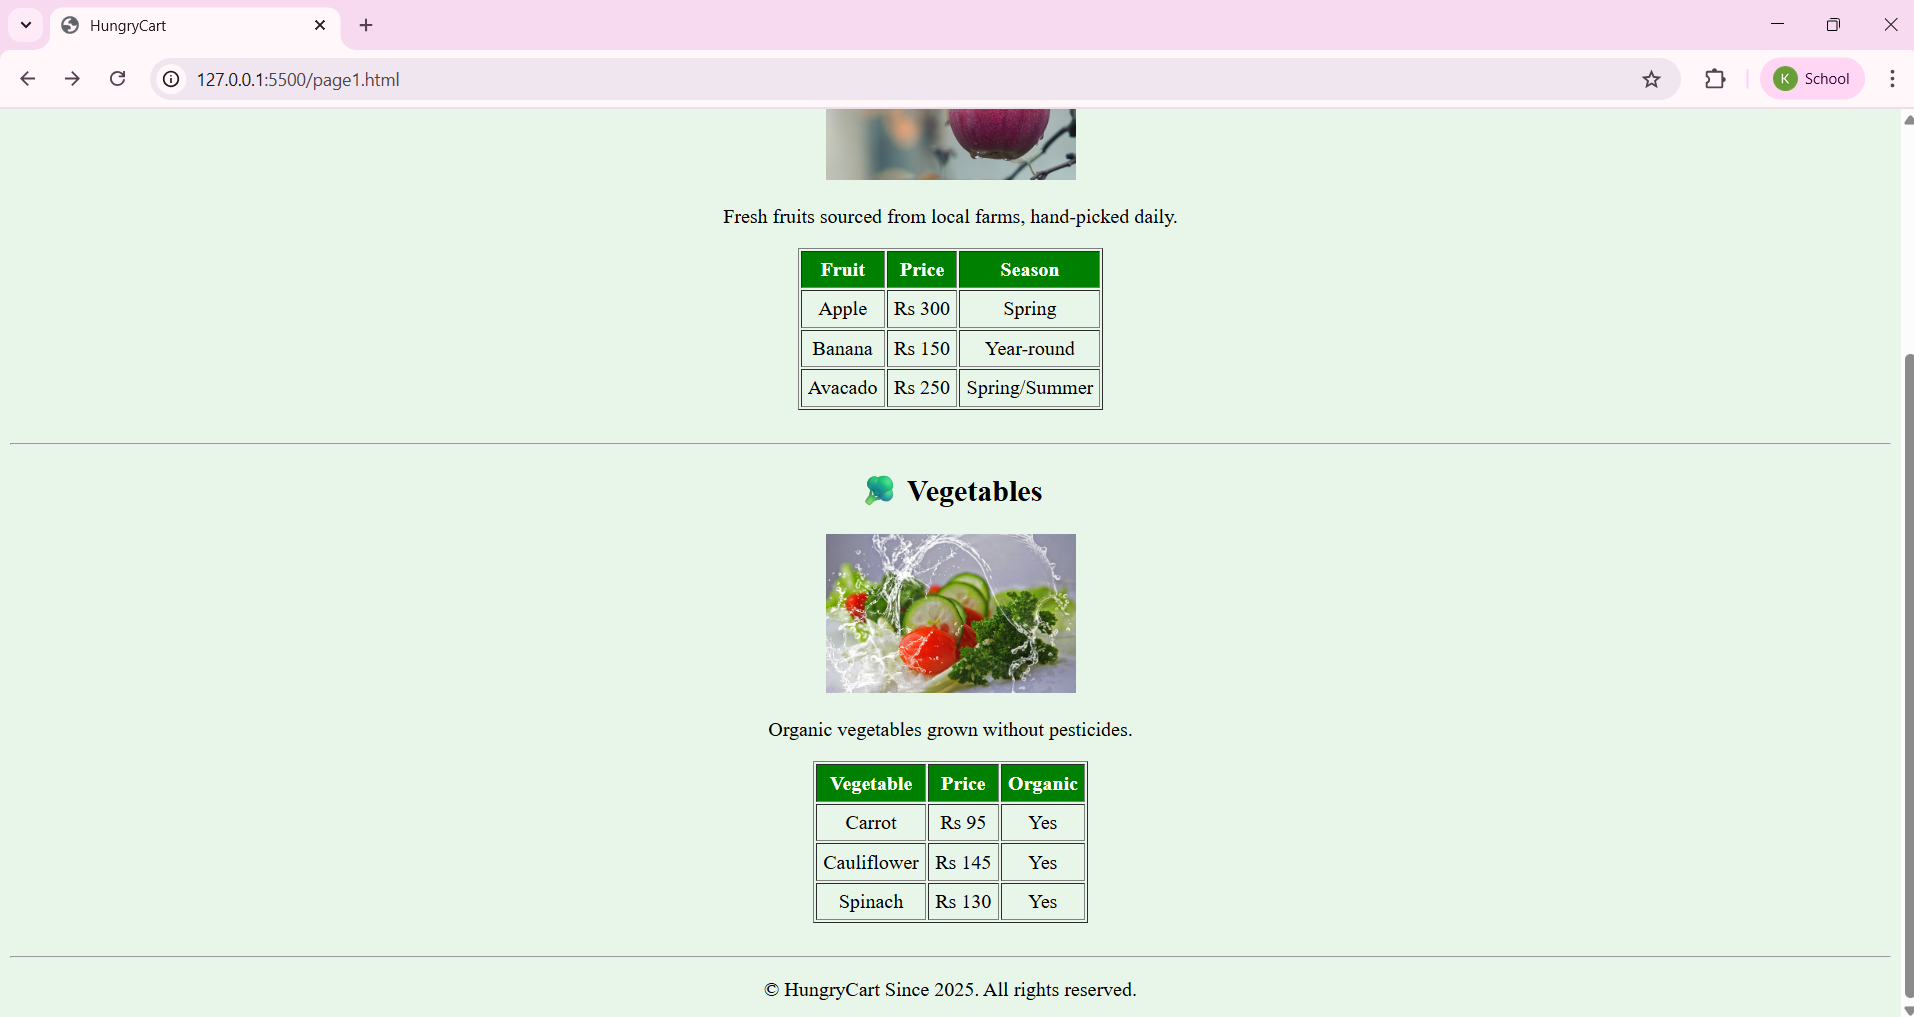 HungryCart
127.0.0.1:5500/page1.html
K School
Fresh fruits sourced from local farms, hand-picked daily.
Fruit Price Season
Apple Rs 300 Spring
Banana Rs 150 Year-round
Avacado Rs 250 Spring/Summer
🥦 Vegetables
Organic vegetables grown without pesticides.
Vegetable Price Organic
Carrot Rs 95 Yes
Cauliflower Rs 145 Yes
Spinach Rs 130 Yes
© HungryCart Since 2025. All rights reserved.